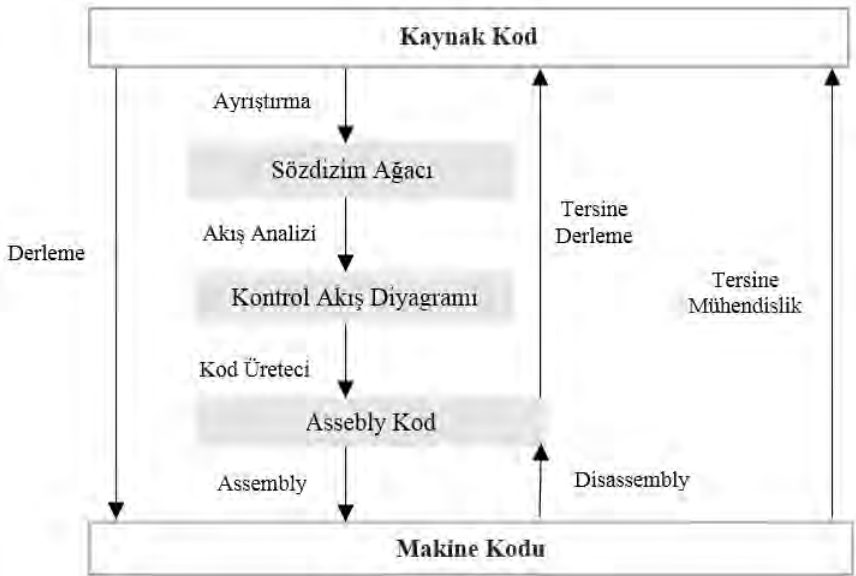 Kaynak Kod
Ayrıştırma
Sözdizim Ağacı
Akış Analizi
Tersine
Derleme
Derleme
Tersine
Mühendislik
Kontrol Akış Diyagramı
Kod Üreteci
Assebly Kod
Assembly
Disassembly
Makine Kodu